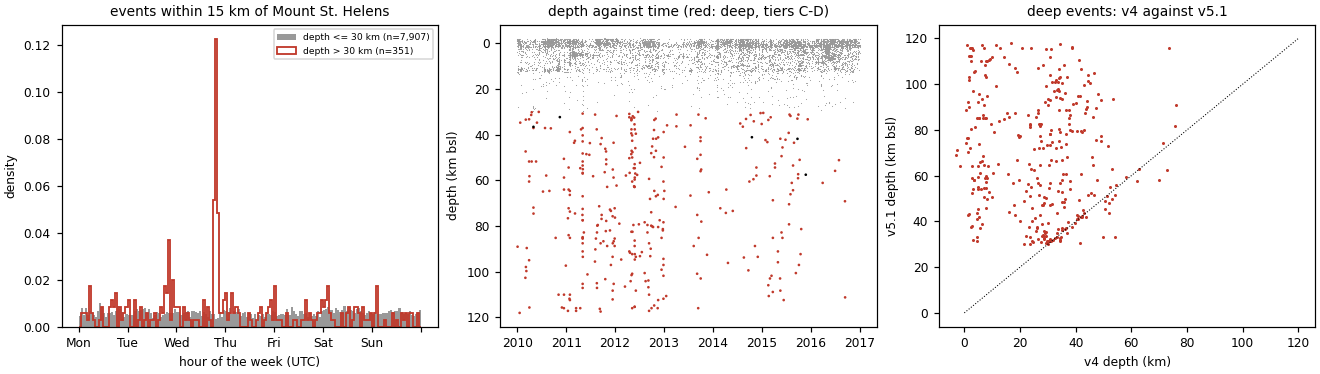 events within 15 km of Mount St. Helens
density
0.12
0.10
0.08
0.06
0.04
0.02
0.00
depth <= 30 km (n=7,907)
depth > 30 km (n=351)
Mon Tue Wed Thu Fri Sat Sun
hour of the week (UTC)
depth against time (red: deep, tiers C-D)
depth (km bsl)
0
20
40
60
80
100
120
2010 2011 2012 2013 2014 2015 2016 2017
deep events: v4 against v5.1
v5.1 depth (km bsl)
120
100
80
60
40
20
0
0 20 40 60 80 100 120
v4 depth (km)